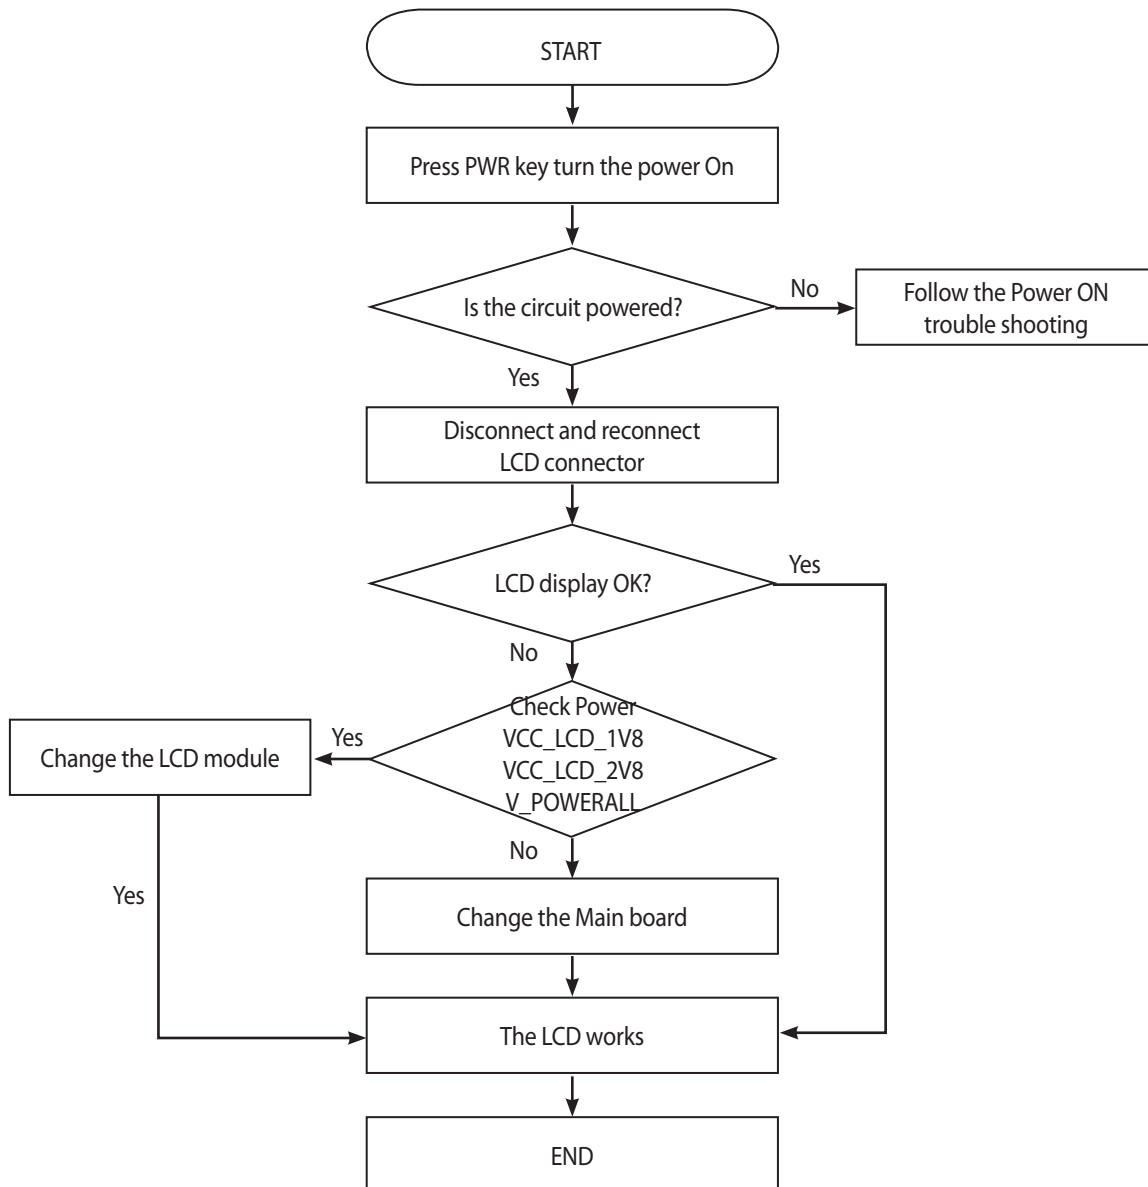 START
Press PWR key turn the power On
Is the circuit powered?
No
Follow the Power ON
trouble shooting
Yes
Disconnect and reconnect
LCD connector
LCD display OK?
Yes
No
Check Power
VCC_LCD_1V8
VCC_LCD_2V8
V_POWERALL
Yes
Change the LCD module
No
Yes
Change the Main board
The LCD works
END